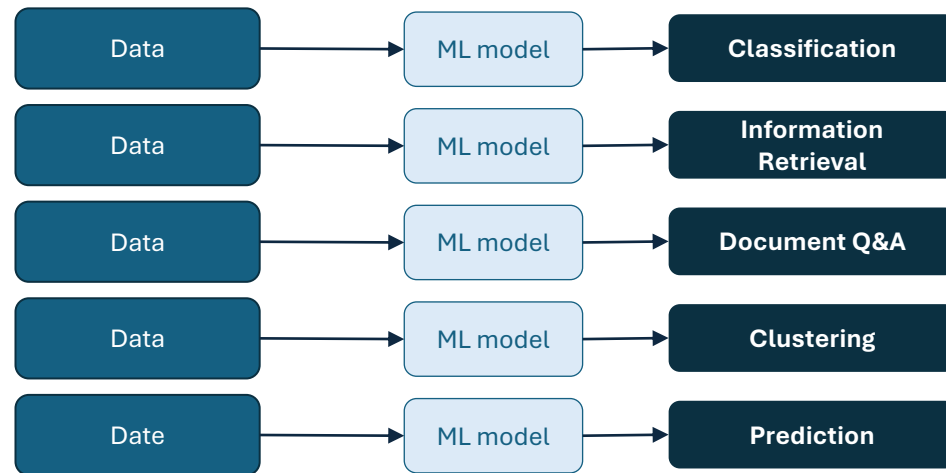 Data ML model Classification
Data ML model Information
Retrieval
Data ML model Document Q&A
Data ML model Clustering
Date ML model Prediction